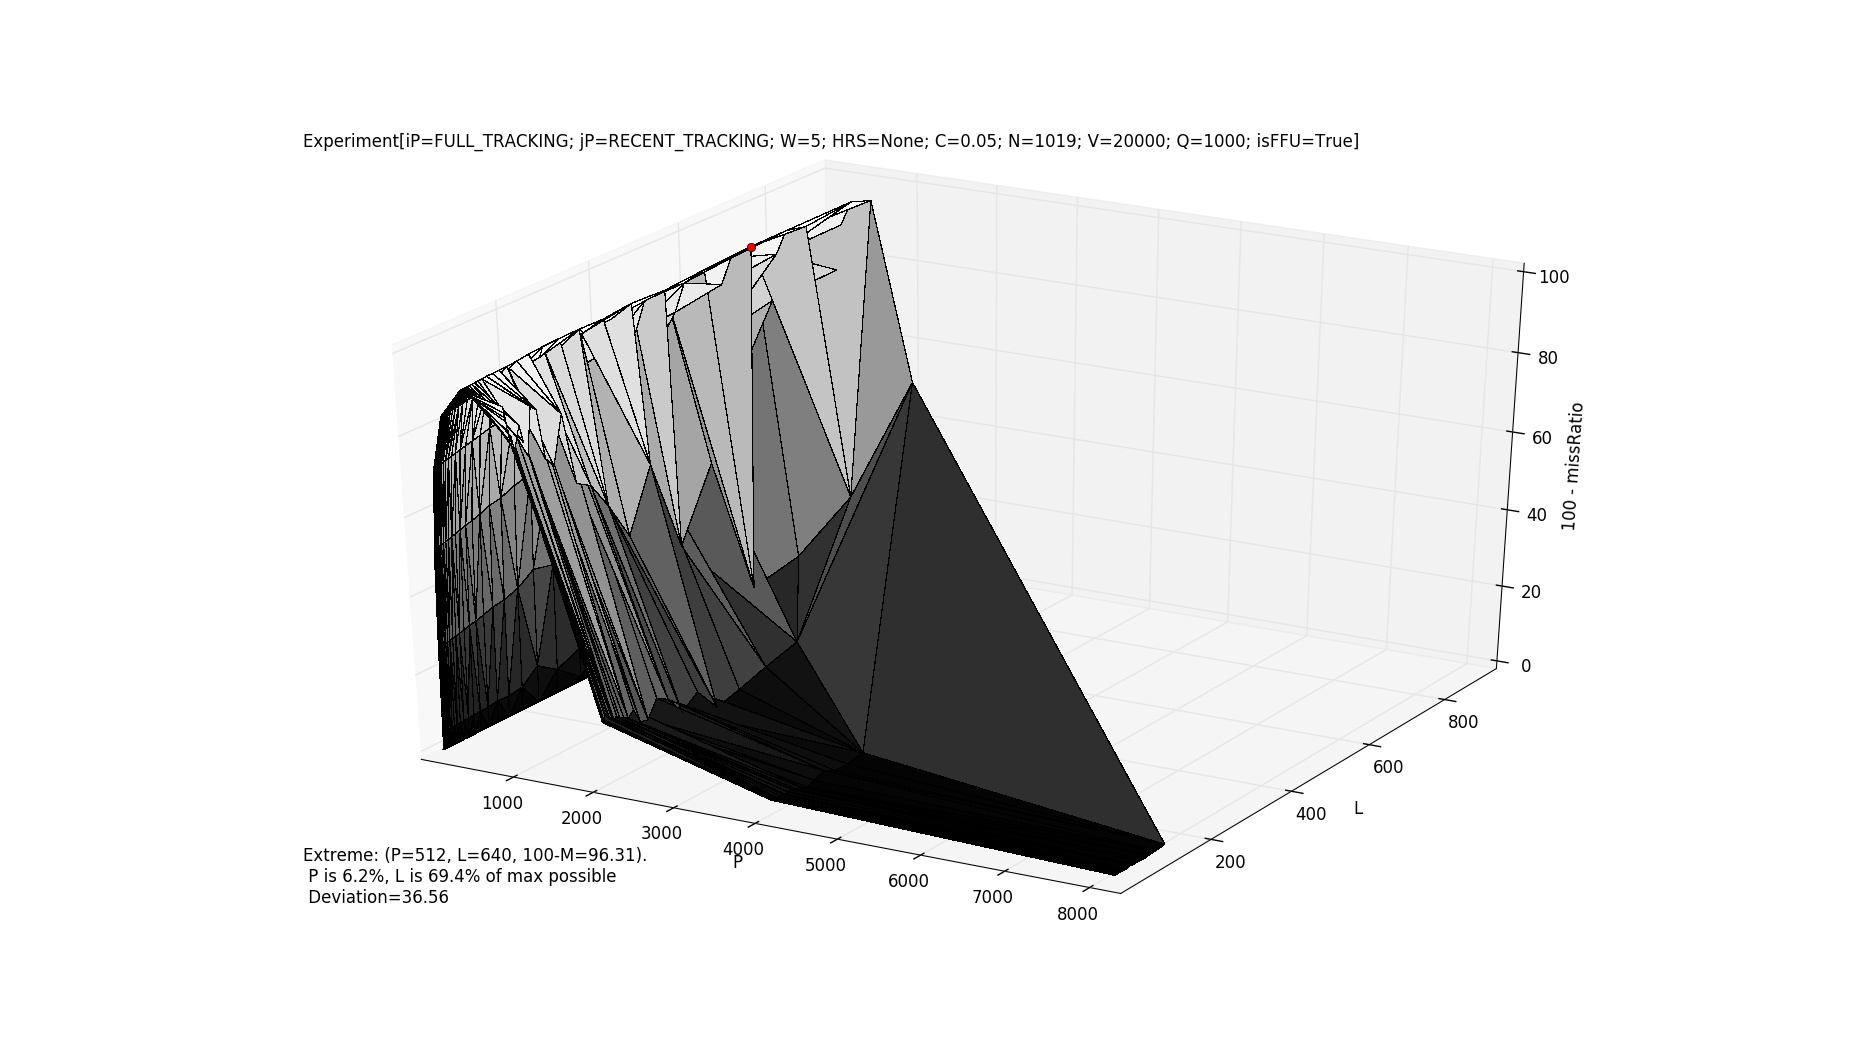 Experiment[iP=FULL_TRACKING; jP=RECENT_TRACKING; W=5; HRS=None; C=0.05; N=1019; V=20000; Q=1000; isFFU=True]
100
80
60
40
20
0
100 - missRatio
800
600
400
200
L
1000
2000
3000
4000
5000
6000
7000
8000
P
Extreme: (P=512, L=640, 100-M=96.31).
P is 6.2%, L is 69.4% of max possible
Deviation=36.56